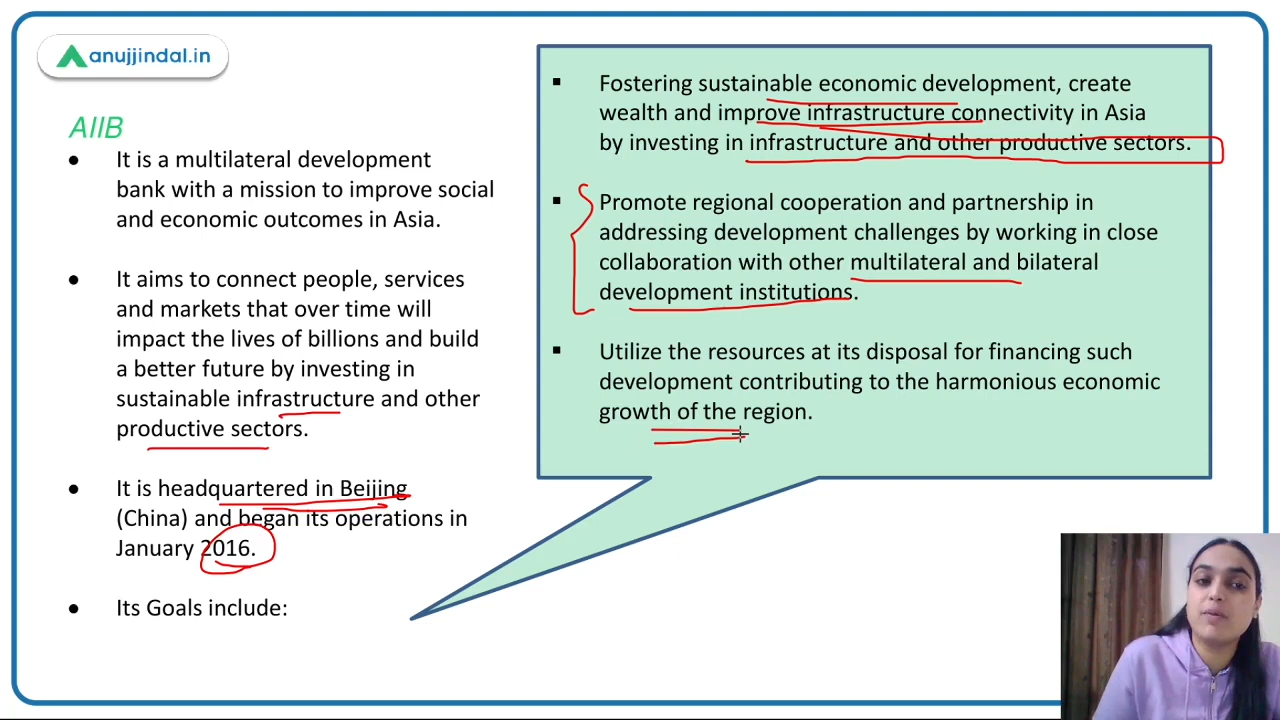 anujjindal.in
AIIB
● It is a multilateral development
bank with a mission to improve social
and economic outcomes in Asia.
● It aims to connect people, services
and markets that over time will
impact the lives of billions and build
a better future by investing in
sustainable infrastructure and other
productive sectors.
● It is headquartered in Beijing
(China) and began its operations in
January 2016.
● Its Goals include:
▪ Fostering sustainable economic development, create
wealth and improve infrastructure connectivity in Asia
by investing in infrastructure and other productive sectors.
▪ Promote regional cooperation and partnership in
addressing development challenges by working in close
collaboration with other multilateral and bilateral
development institutions.
▪ Utilize the resources at its disposal for financing such
development contributing to the harmonious economic
growth of the region.